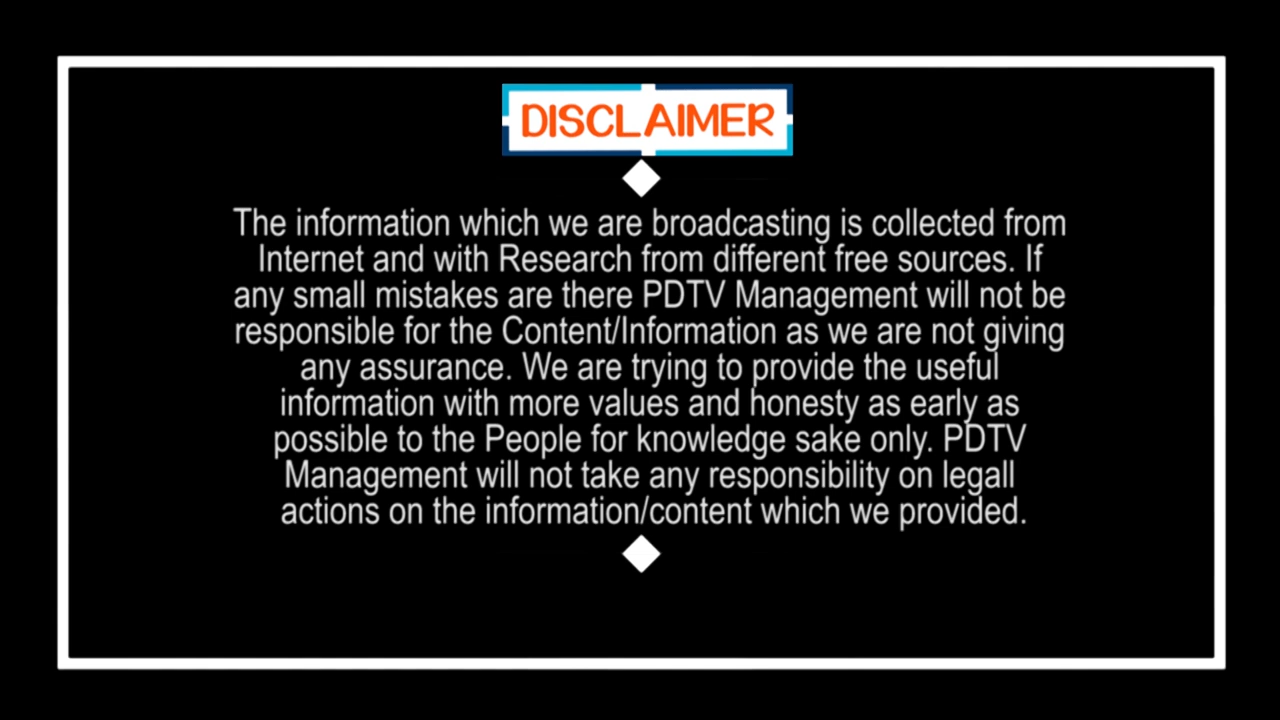 DISCLAIMER
The information which we are broadcasting is collected from
Internet and with Research from different free sources. If
any small mistakes are there PDTV Management will not be
responsible for the Content/Information as we are not giving
any assurance. We are trying to provide the useful
information with more values and honesty as early as
possible to the People for knowledge sake only. PDTV
Management will not take any responsibility on legall
actions on the information/content which we provided.